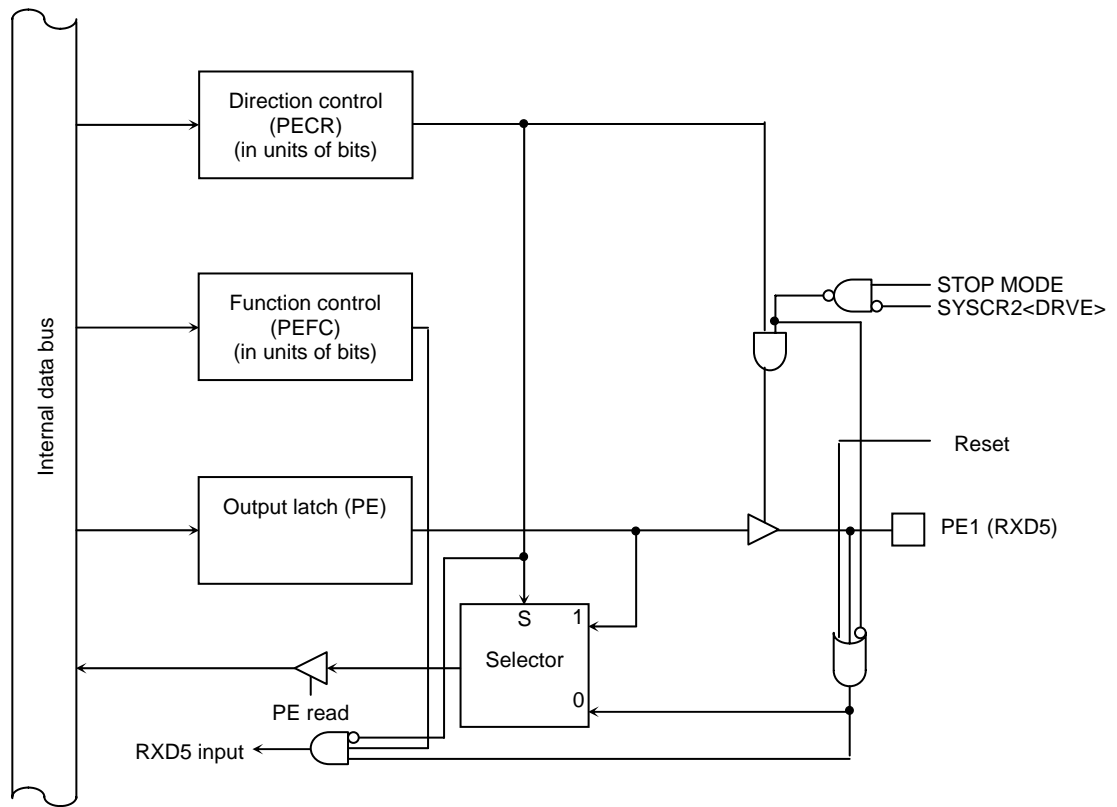 Internal data bus
Direction control
(PECR)
(in units of bits)
Function control
(PEFC)
(in units of bits)
STOP MODE
SYSCR2<DRVE>
Reset
Output latch (PE)
PE1 (RXD5)
S
1
Selector
0
PE read
RXD5 input